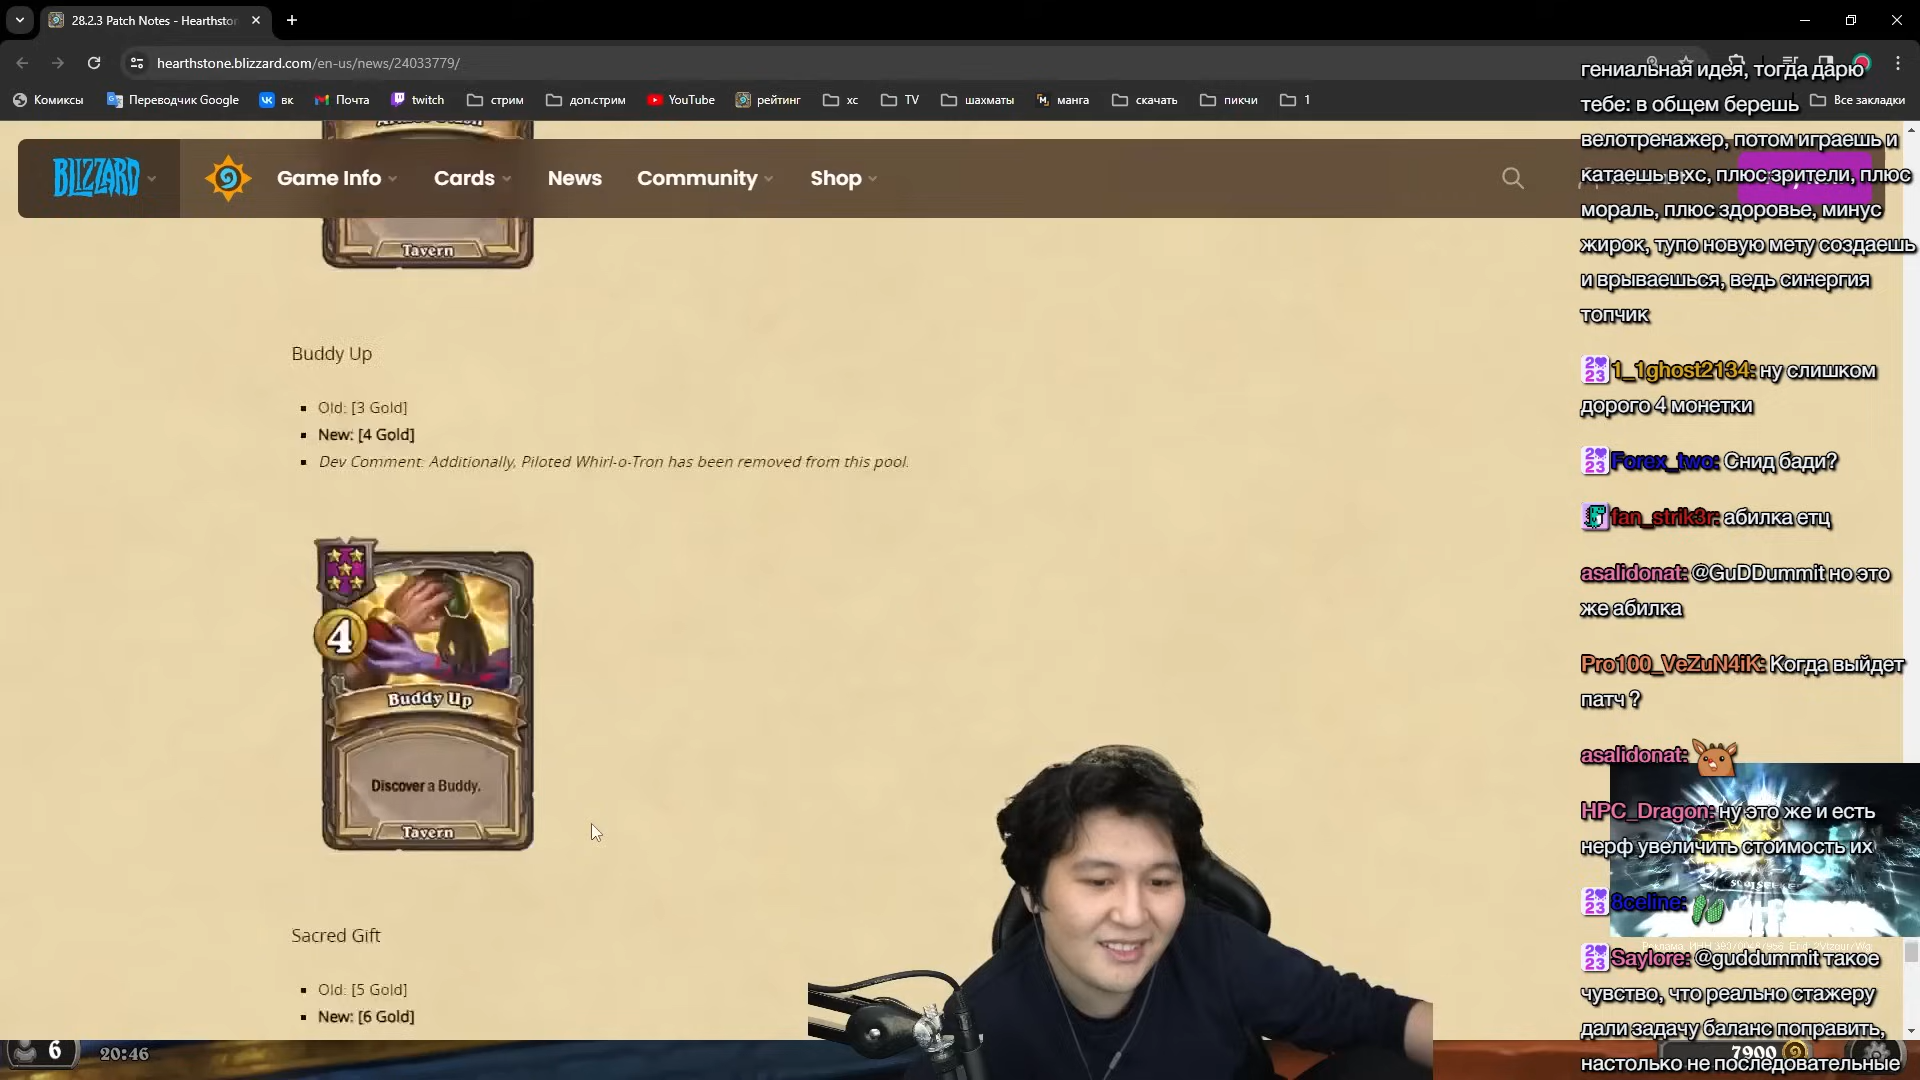 28.2.3 Patch Notes - Hearthston
hearthstone.blizzard.com/en-us/news/24033779/
Комиксы
Переводчик Google
вк
Почта
twitch
стрим
доп.стрим
YouTube
рейтинг
хс
TV
шахматы
манга
скачать
пикчи
1
Все закладки
BLIZZARD
Game Info
Cards
News
Community
Shop
Tavern
Buddy Up
Old: [3 Gold]
New: [4 Gold]
Dev Comment: Additionally, Piloted Whirl-o-Tron has been removed from this pool.
4
Buddy Up
Discover a Buddy.
Tavern
Sacred Gift
Old: [5 Gold]
New: [6 Gold]
6
20:46
7900
гениальная идея, тогда дарю
тебе: в общем берешь
велотренажер, потом играешь и
катаешь в хс, плюс зрители, плюс
мораль, плюс здоровье, минус
жирок, тупо новую мету создаешь
и врываешься, ведь синергия
топчик
2023 1_1ghost2134: ну слишком
дорого 4 монетки
2023 Forex_two: Снид бади?
fan_strik3r: абилка етц
asalidonat: @GuDDummit но это
же абилка
Pro100_VeZuN4iK: Когда выйдет
патч ?
asalidonat:
HPC_Dragon: ну это же и есть
нерф увеличить стоимость их
2023 8celine:
2023 Saylore: @guddummit такое
чувство, что реально стажеру
дали задачу баланс поправить,
настолько не последовательные